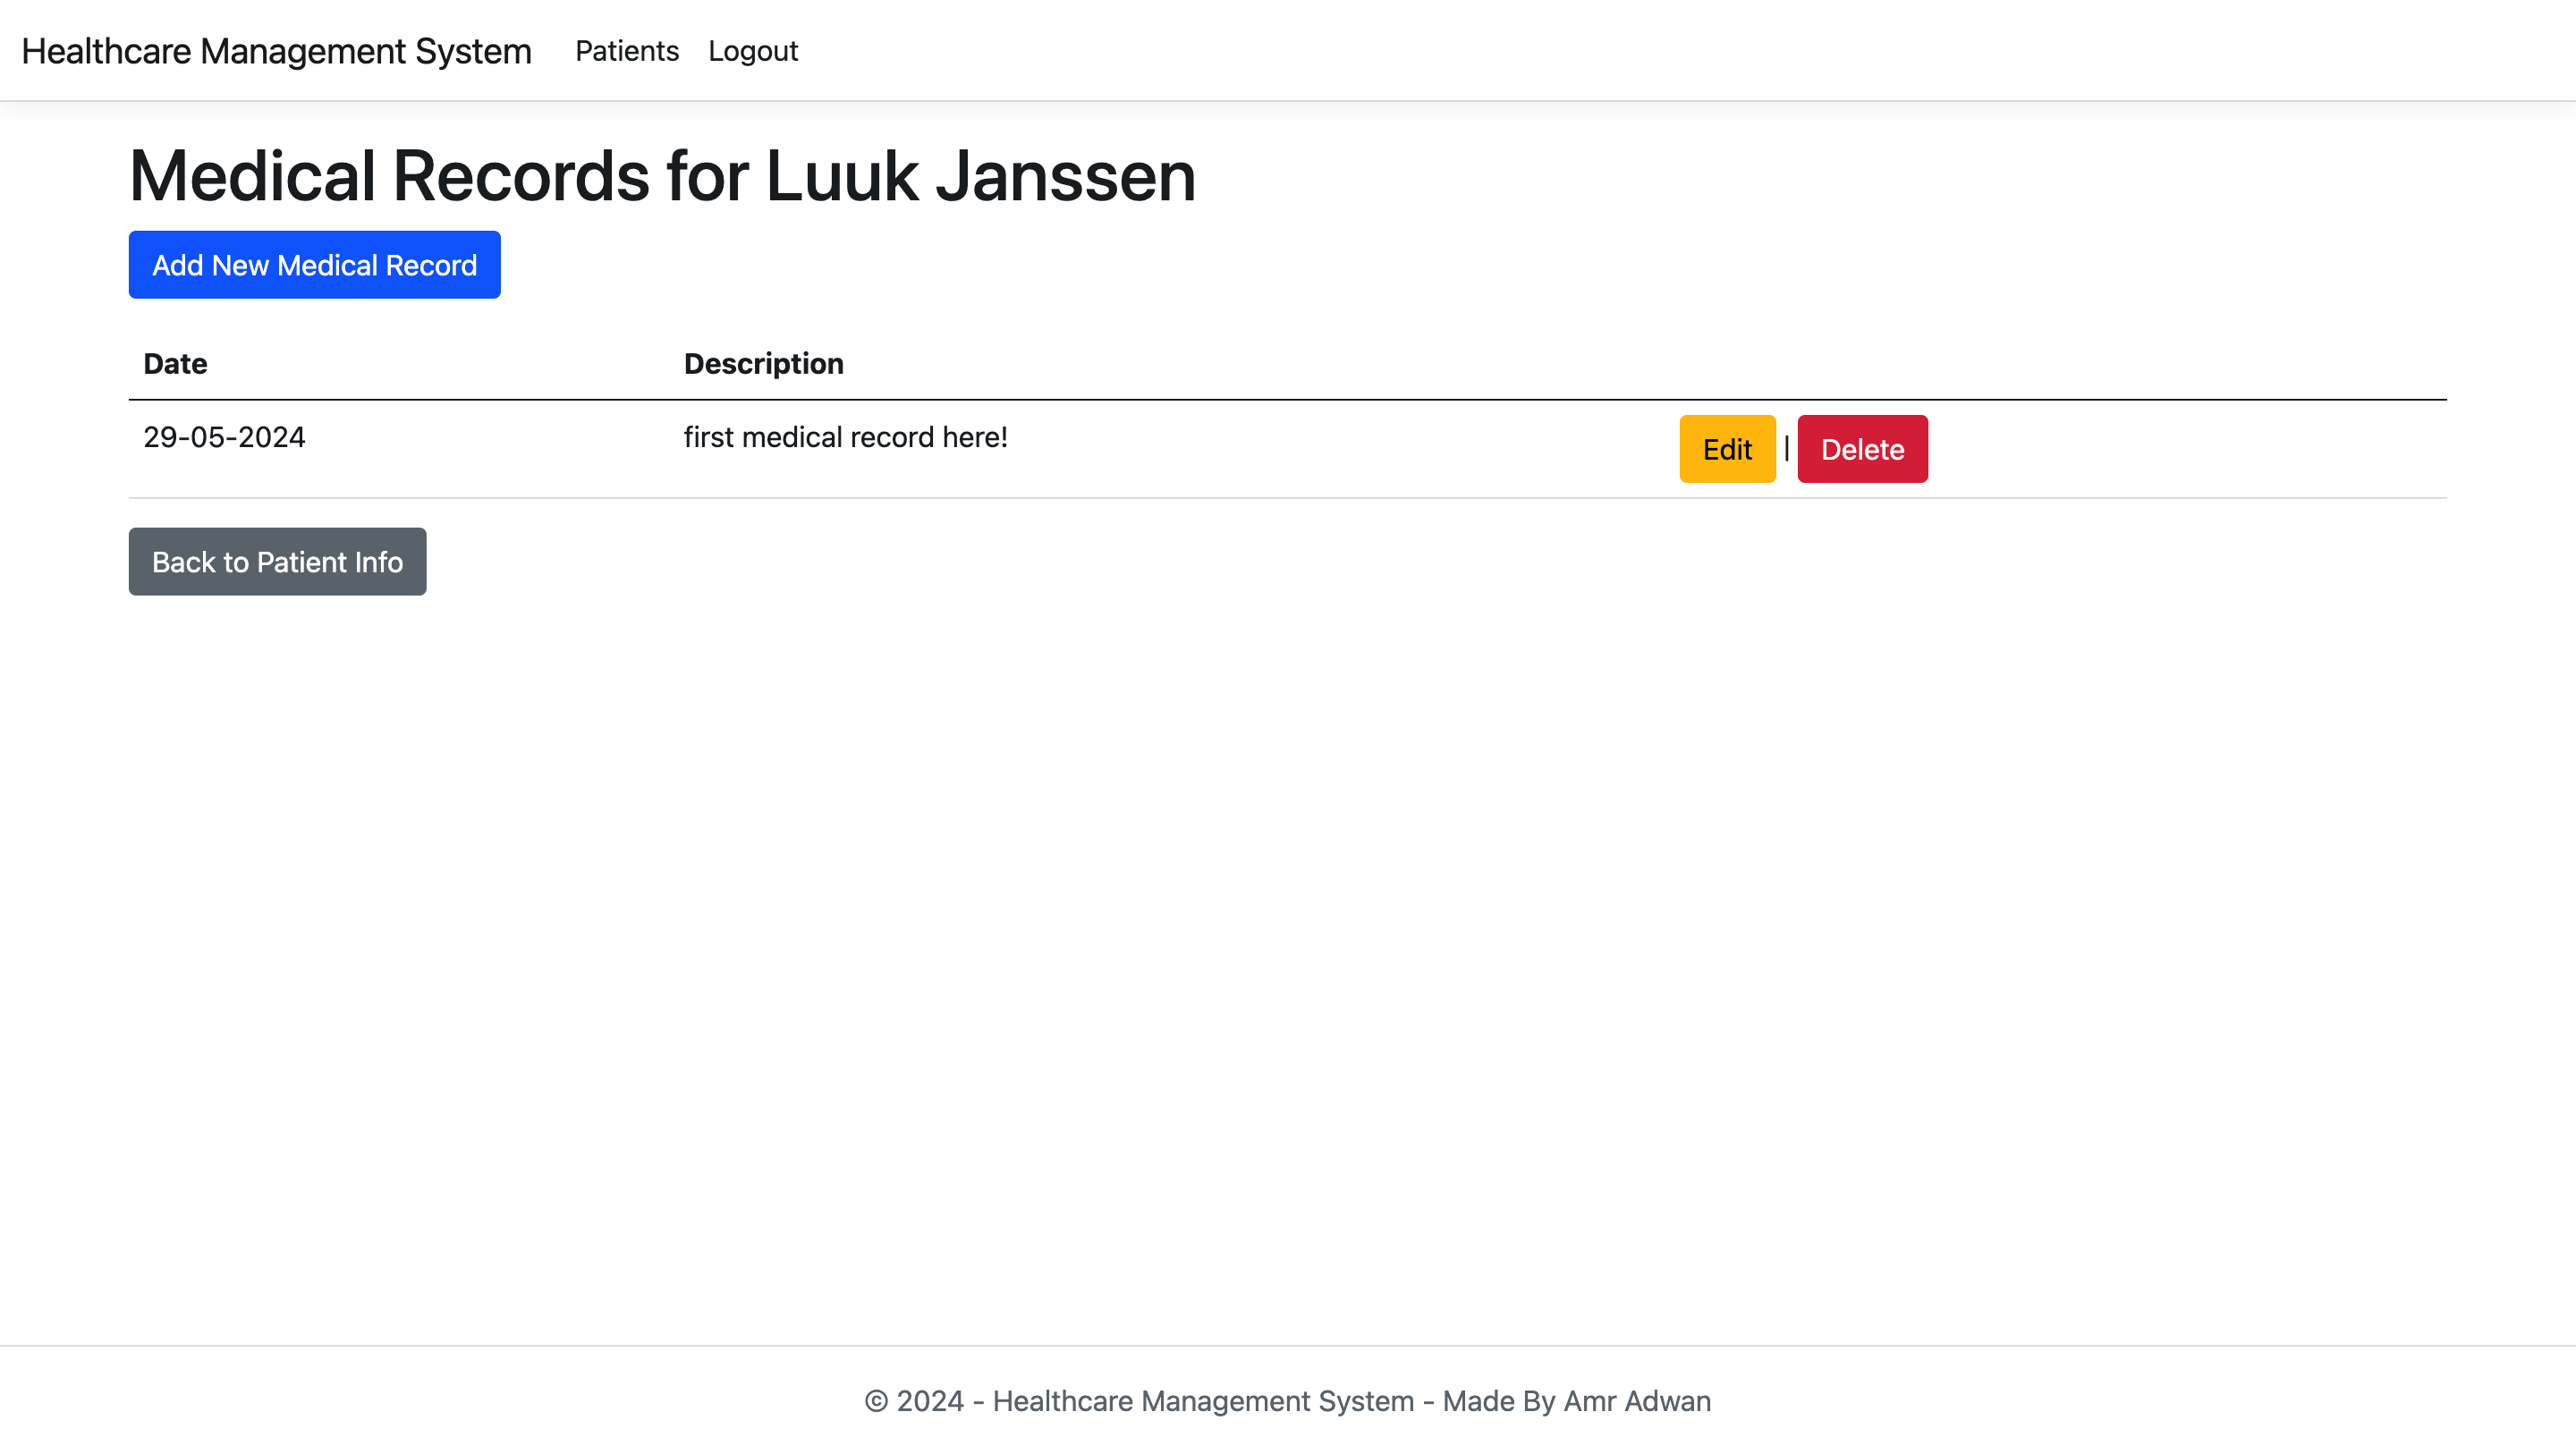 Healthcare Management System Patients Logout
Medical Records for Luuk Janssen
Add New Medical Record
Date Description
29-05-2024 first medical record here! Edit | Delete
Back to Patient Info
© 2024 - Healthcare Management System - Made By Amr Adwan